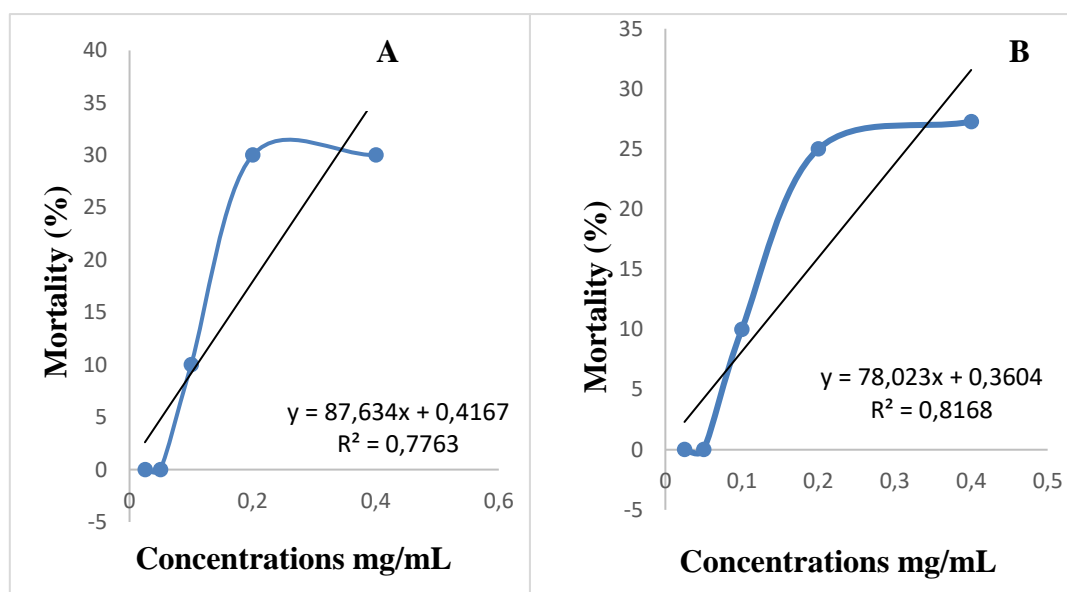 A
40
35
30
25
20
15
10
5
0
-5
0
0,2
0,4
0,6
Mortality (%)
y = 87,634x + 0,4167
R² = 0,7763
Concentrations mg/mL
B
35
30
25
20
15
10
5
0
-5
0
0,1
0,2
0,3
0,4
0,5
Mortality (%)
y = 78,023x + 0,3604
R² = 0,8168
Concentrations mg/mL